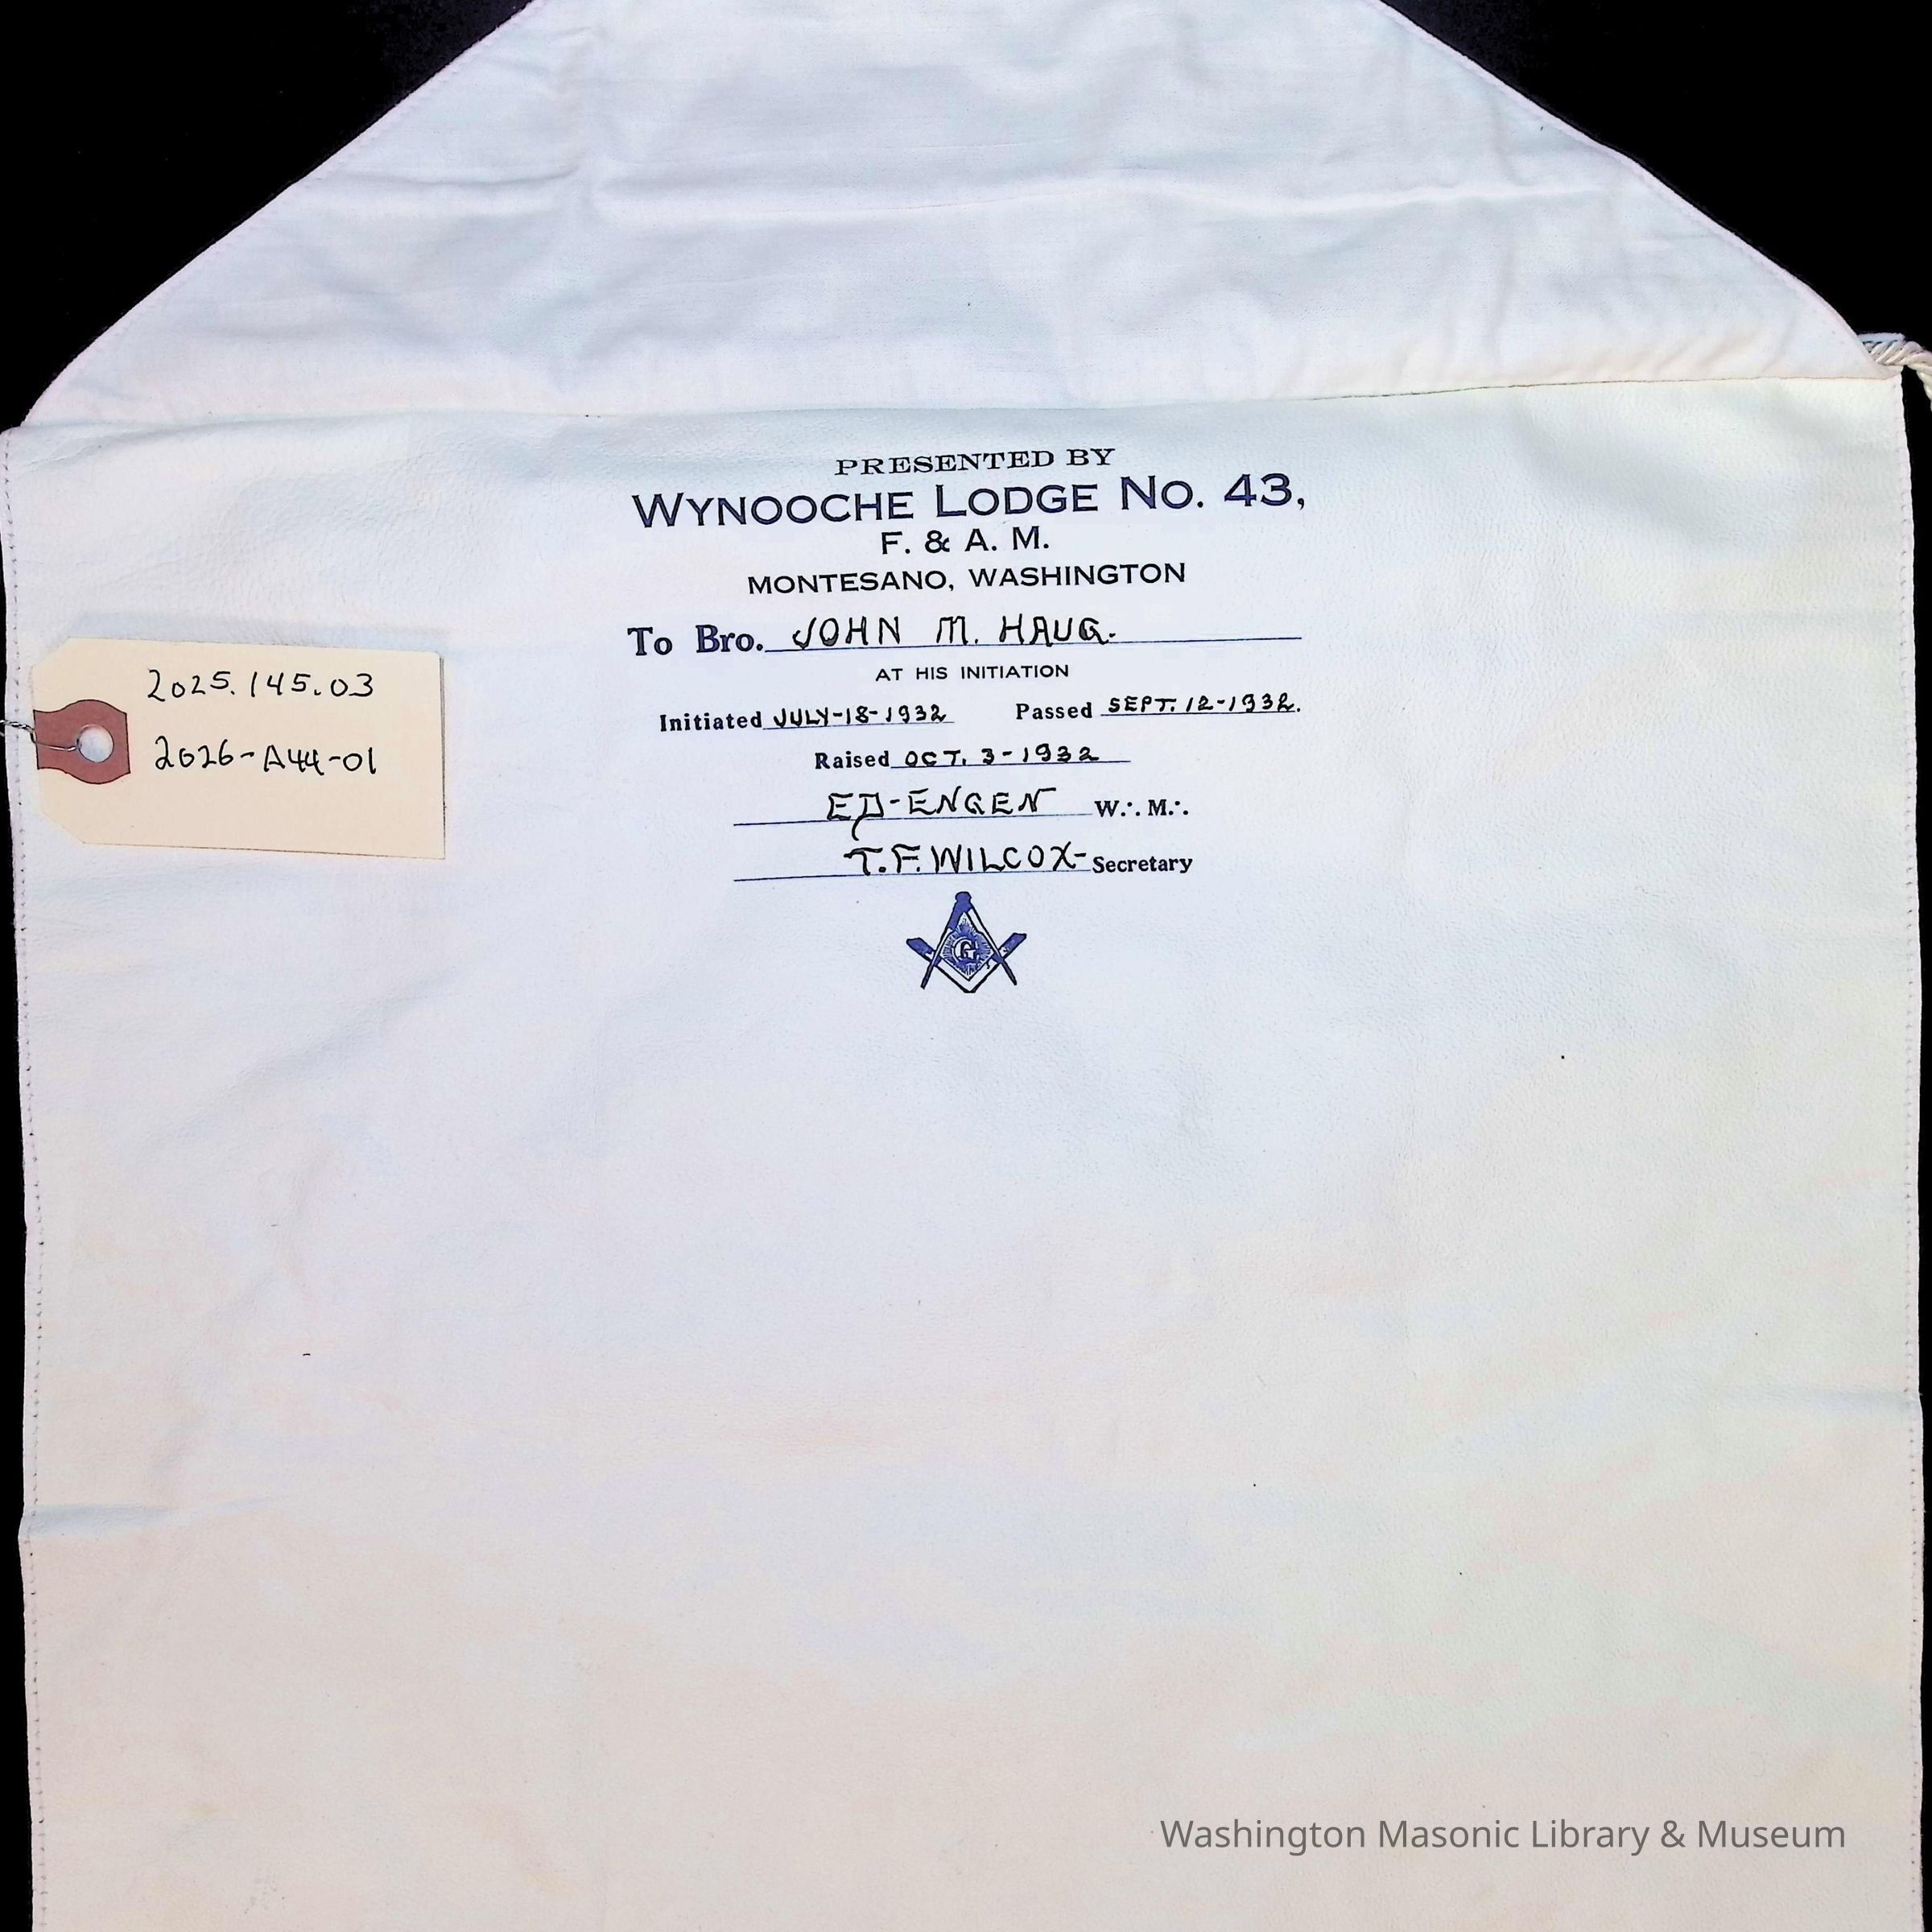 PRESENTED BY
WYNOOCHE LODGE NO. 43,
F. & A. M.
MONTESANO, WASHINGTON
To Bro. JOHN M. HAUG.
AT HIS INITIATION
Initiated JULY-18-1932 Passed SEPT. 12-1932.
Raised OCT. 3-1932
ED-ENGEN W∴ M∴
T.F. WILCOX- Secretary
G
2025.145.03
2026-A44-01
Washington Masonic Library & Museum